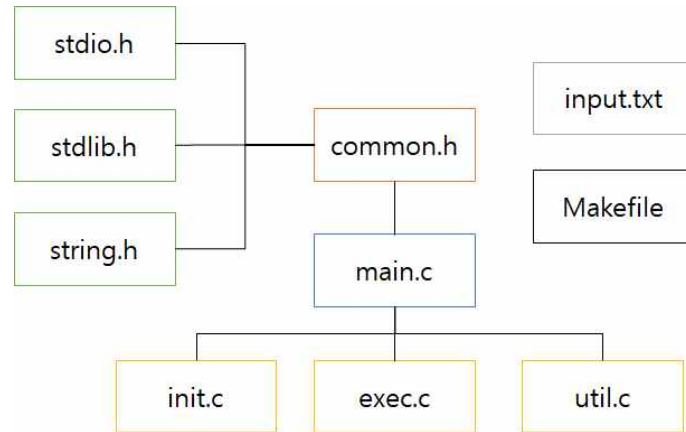 stdio.h
input.txt
stdlib.h
common.h
Makefile
string.h
main.c
init.c
exec.c
util.c